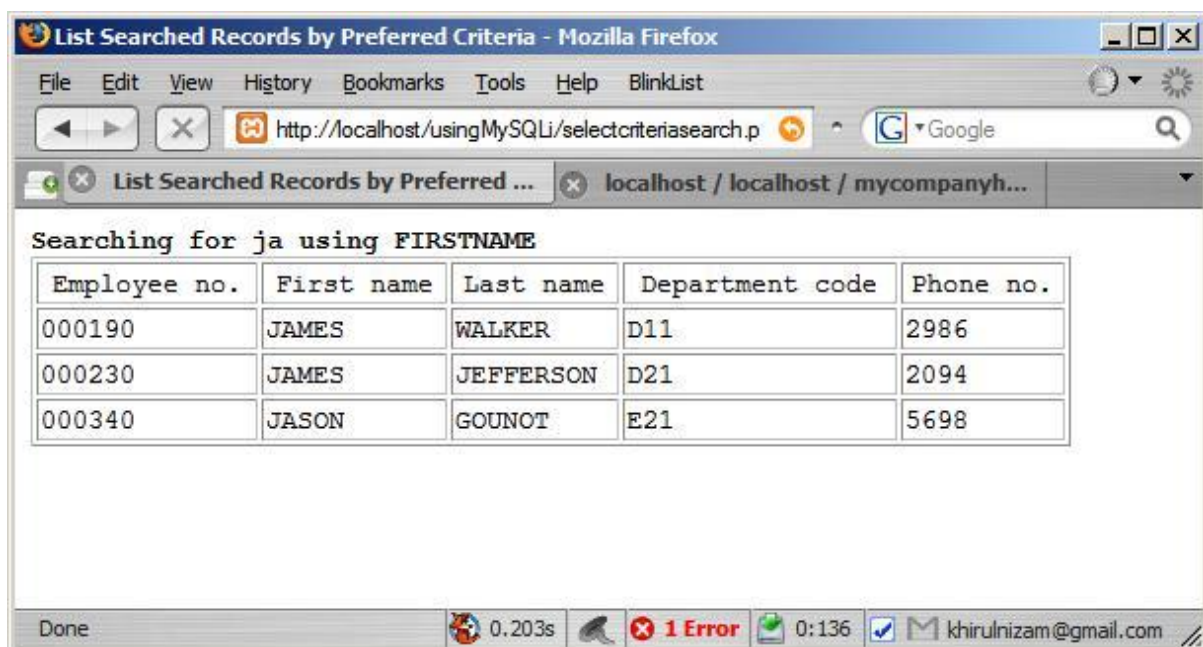 List Searched Records by Preferred Criteria - Mozilla Firefox
File Edit View History Bookmarks Tools Help BlinkList
http://localhost/usingMySQLi/selectcriteriasearch.p G Google
List Searched Records by Preferred ... localhost / localhost / mycompanyh...
Searching for ja using FIRSTNAME
Employee no. First name Last name Department code Phone no.
000190 JAMES WALKER D11 2986
000230 JAMES JEFFERSON D21 2094
000340 JASON GOUNOT E21 5698
Done 0.203s 1 Error 0:136 khirulnizam@gmail.com